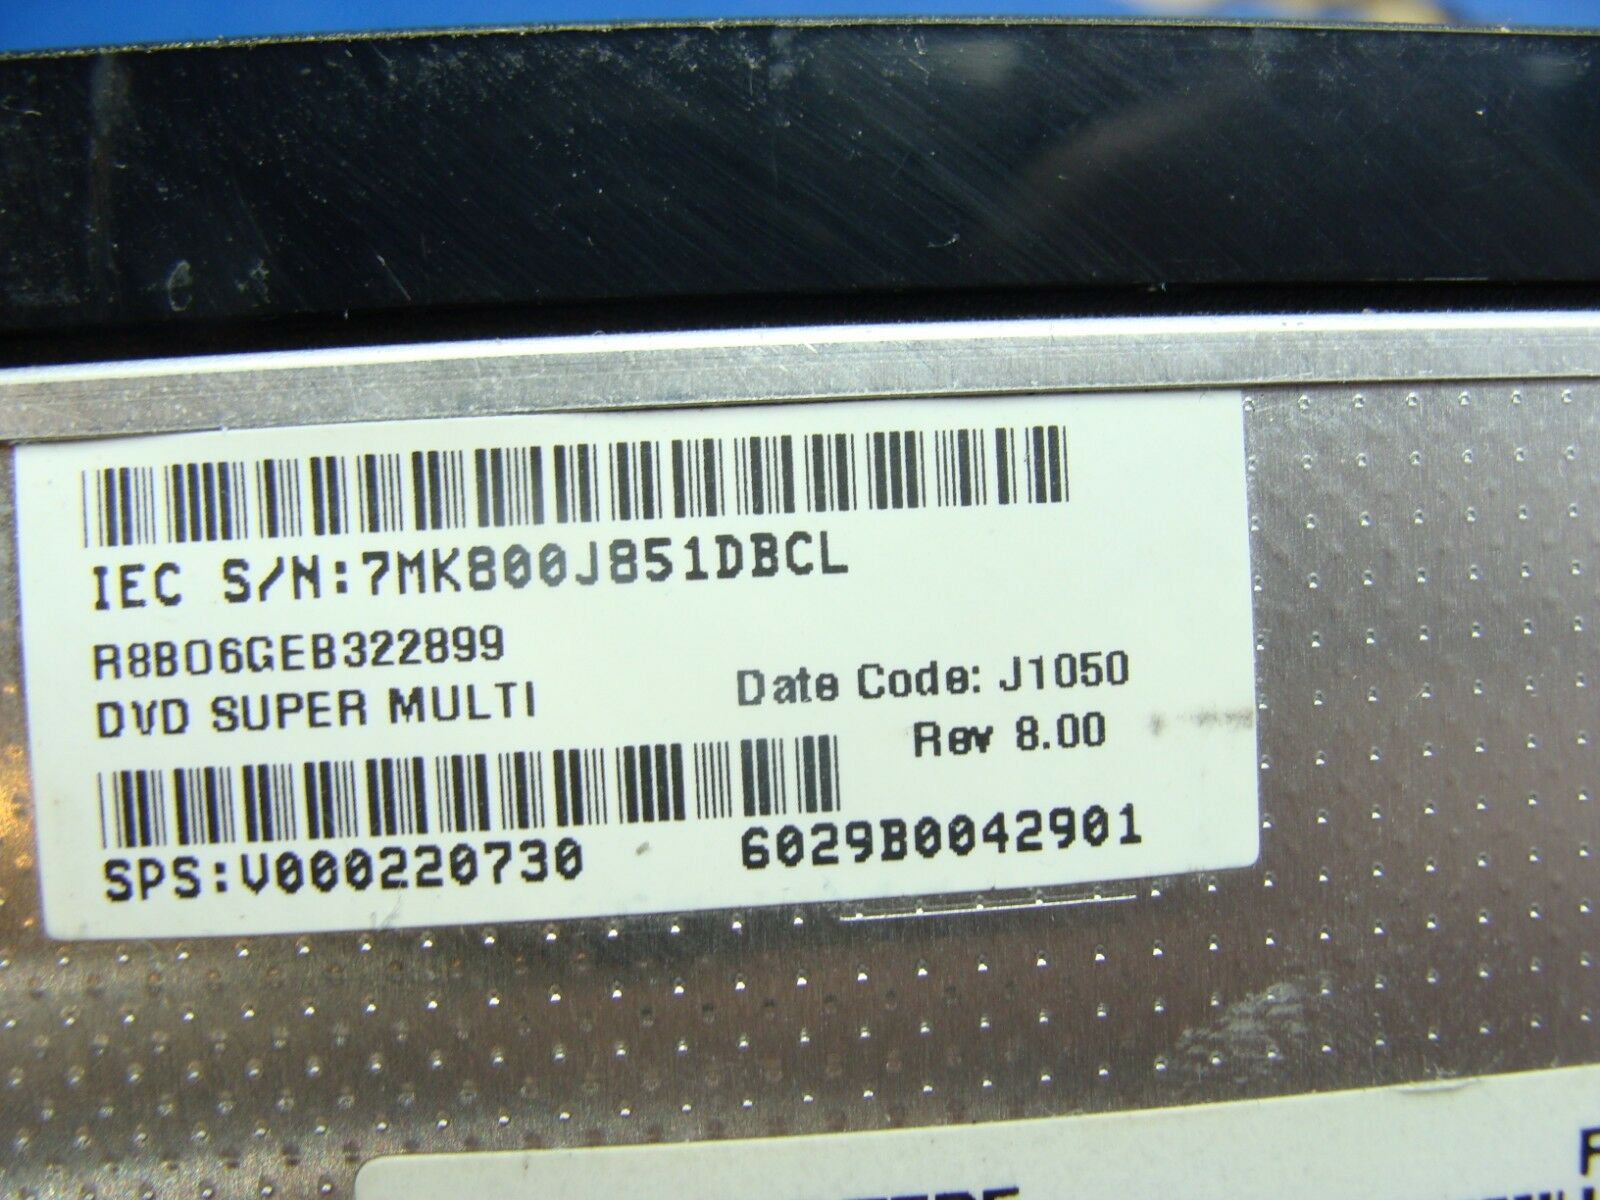 IEC S/N:7MK800J851DBCL
R8B06GEB322899
DVD SUPER MULTI
Date Code: J1050
Rev 8.00
SPS:V000220730 6029B0042901